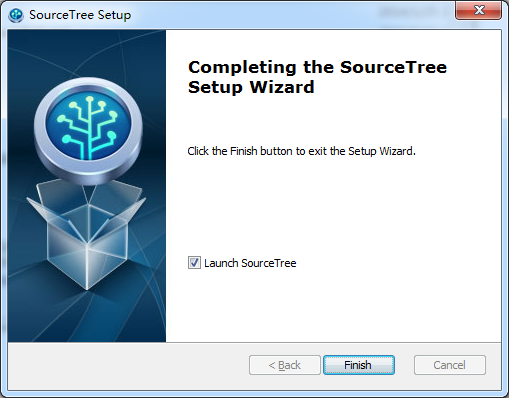 SourceTree Setup
Completing the SourceTree
Setup Wizard
Click the Finish button to exit the Setup Wizard.
Launch SourceTree
< Back
Finish
Cancel